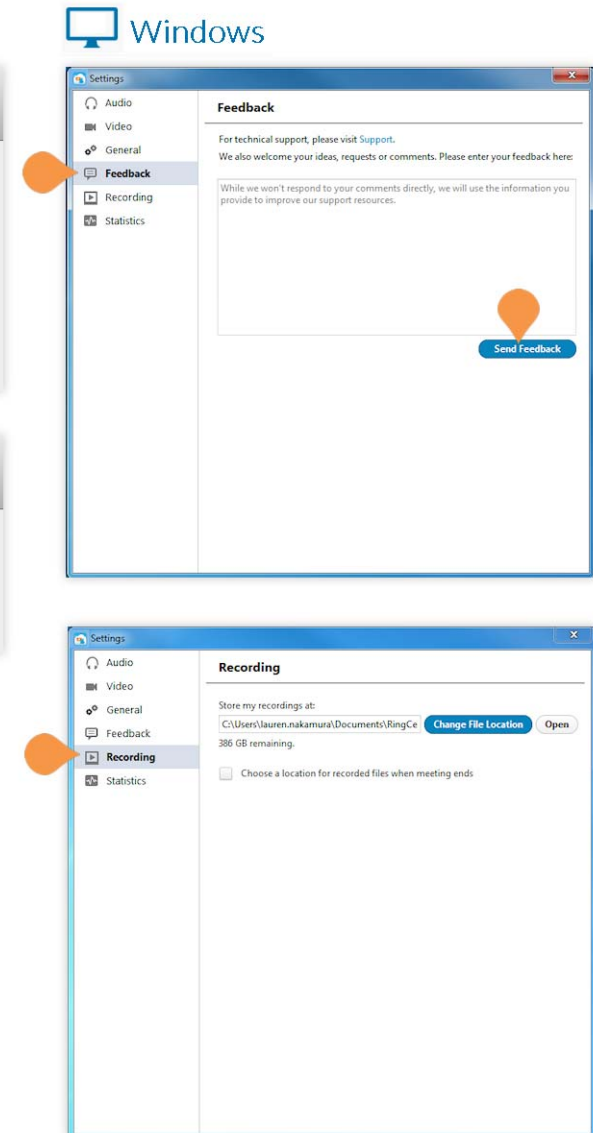 Windows
Settings
Audio
Video
General
Feedback
Recording
Statistics
Feedback
For technical support, please visit Support.
We also welcome your ideas, requests or comments. Please enter your feedback here:
While we won't respond to your comments directly, we will use the information you
provide to improve our support resources.
Send Feedback
Settings
Audio
Video
General
Feedback
Recording
Statistics
Recording
Store my recordings at:
C:\Users\lauren.nakamura\Documents\RingCe Change File Location Open
386 GB remaining.
Choose a location for recorded files when meeting ends